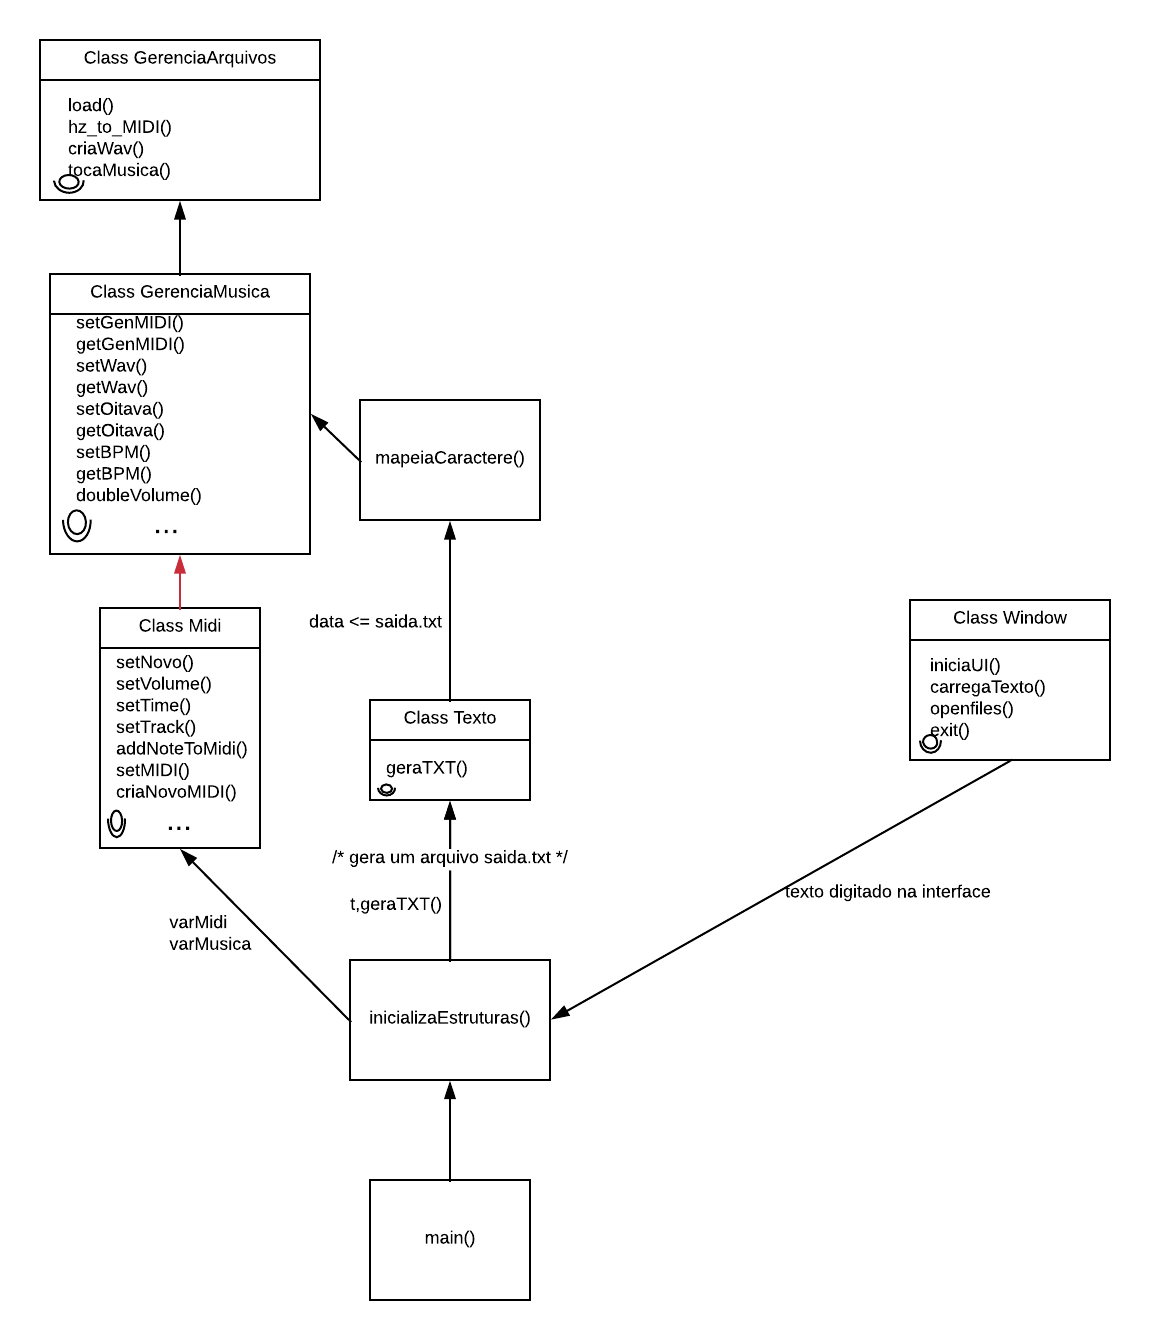 Class GerenciaArquivos
load()
hz_to_MIDI()
criaWav()
tocaMusica()
Class GerenciaMusica
setGenMIDI()
getGenMIDI()
setWav()
getWav()
setOitava()
getOitava()
setBPM()
getBPM()
doubleVolume()
...
mapeiaCaractere()
Class Midi
setNovo()
setVolume()
setTime()
setTrack()
addNoteToMidi()
setMIDI()
criaNovoMIDI()
...
data <= saida.txt
Class Texto
geraTXT()
Class Window
iniciaUI()
carregaTexto()
openfiles()
exit()
/* gera um arquivo saida.txt */
t,geraTXT()
texto digitado na interface
varMidi
varMusica
inicializaEstruturas()
main()